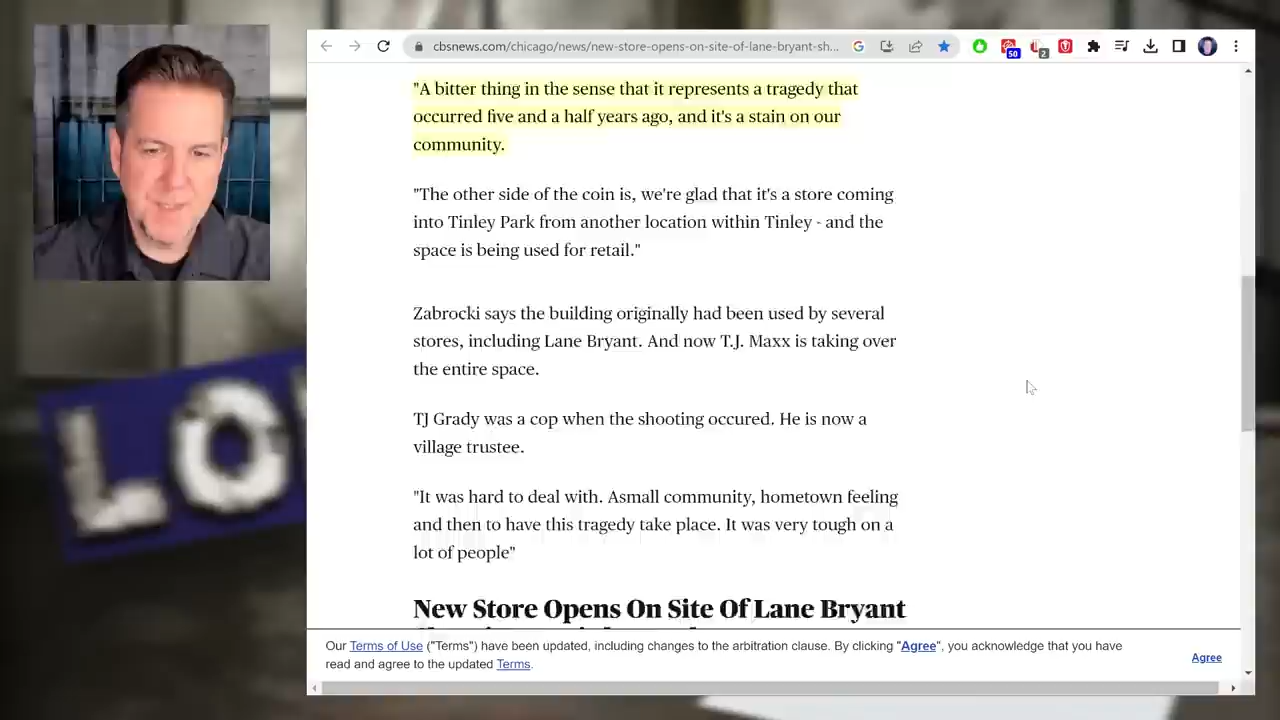 cbsnews.com/chicago/news/new-store-opens-on-site-of-lane-bryant-sh...
50
2
"A bitter thing in the sense that it represents a tragedy that
occurred five and a half years ago, and it's a stain on our
community.
"The other side of the coin is, we're glad that it's a store coming
into Tinley Park from another location within Tinley - and the
space is being used for retail."
Zabrocki says the building originally had been used by several
stores, including Lane Bryant. And now T.J. Maxx is taking over
the entire space.
TJ Grady was a cop when the shooting occured. He is now a
village trustee.
"It was hard to deal with. Asmall community, hometown feeling
and then to have this tragedy take place. It was very tough on a
lot of people"
New Store Opens On Site Of Lane Bryant
Our Terms of Use ("Terms") have been updated, including changes to the arbitration clause. By clicking "Agree", you acknowledge that you have
read and agree to the updated Terms.
Agree
LO